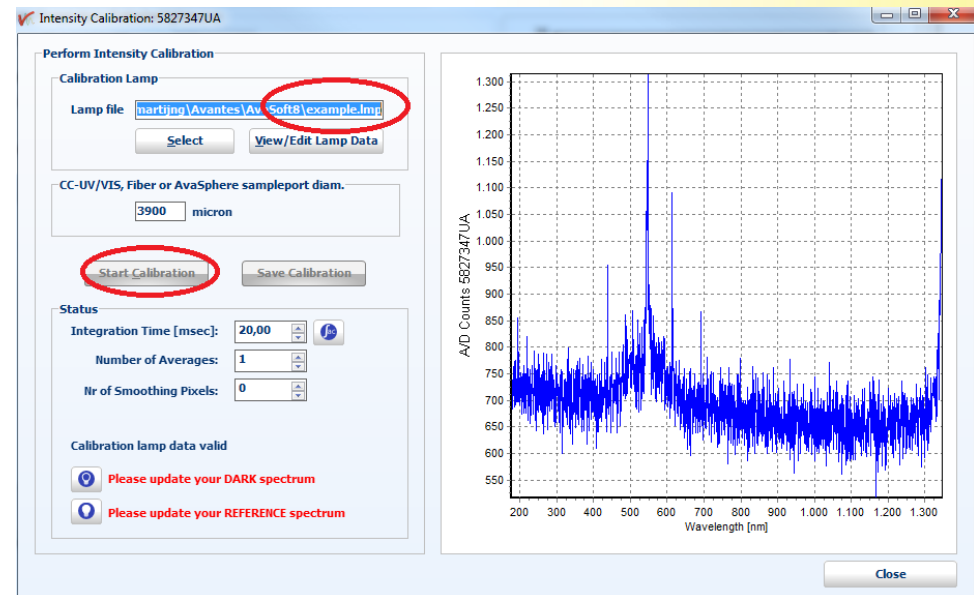 Intensity Calibration: 5827347UA
Perform Intensity Calibration
Calibration Lamp
Lamp file martijng\Avantes\AvaSoft8\example.lmp
Select View/Edit Lamp Data
CC-UV/VIS, Fiber or AvaSphere sampleport diam.
3900 micron
Start Calibration Save Calibration
Status
Integration Time [msec]: 20,00
Number of Averages: 1
Nr of Smoothing Pixels: 0
Calibration lamp data valid
Please update your DARK spectrum
Please update your REFERENCE spectrum
A/D Counts 5827347UA
1.300
1.250
1.200
1.150
1.100
1.050
1.000
950
900
850
800
750
700
650
600
550
200 300 400 500 600 700 800 900 1.000 1.100 1.200 1.300
Wavelength [nm]
Close